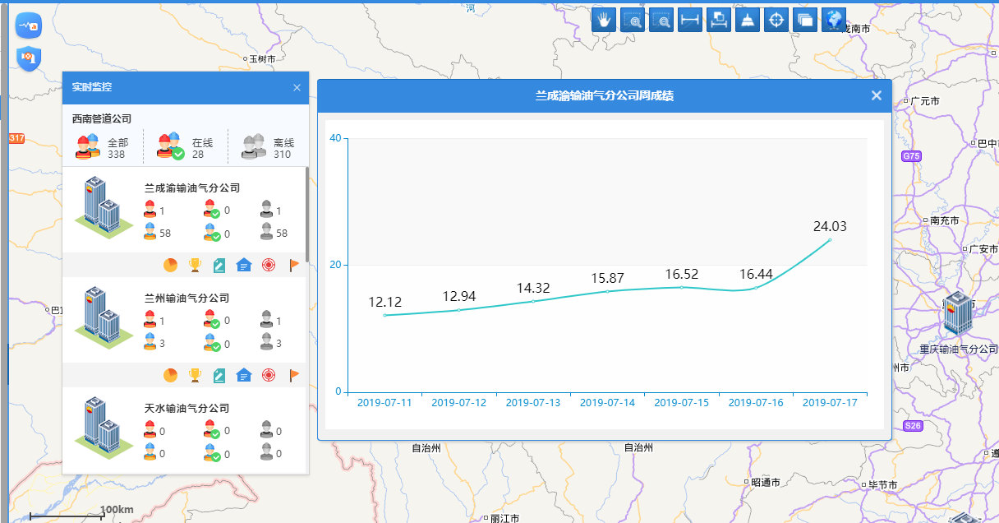 河
陇南市
玉树市
广元市
巴中
317
G75
南充市
广安市
重庆输油气分公司
州市
S26
遵
自治州
自治州
昭通市
毕节市
丽江市
100km
实时监控
×
西南管道公司
全部
338
在线
28
离线
310
兰成渝输油气分公司
1 0 1
58 0 58
兰州输油气分公司
1 0 1
3 0 3
天水输油气分公司
0 0 0
0 0 0
兰成渝输油气分公司周成绩
×
40
20
0
12.12
12.94
14.32
15.87
16.52
16.44
24.03
2019-07-11 2019-07-12 2019-07-13 2019-07-14 2019-07-15 2019-07-16 2019-07-17